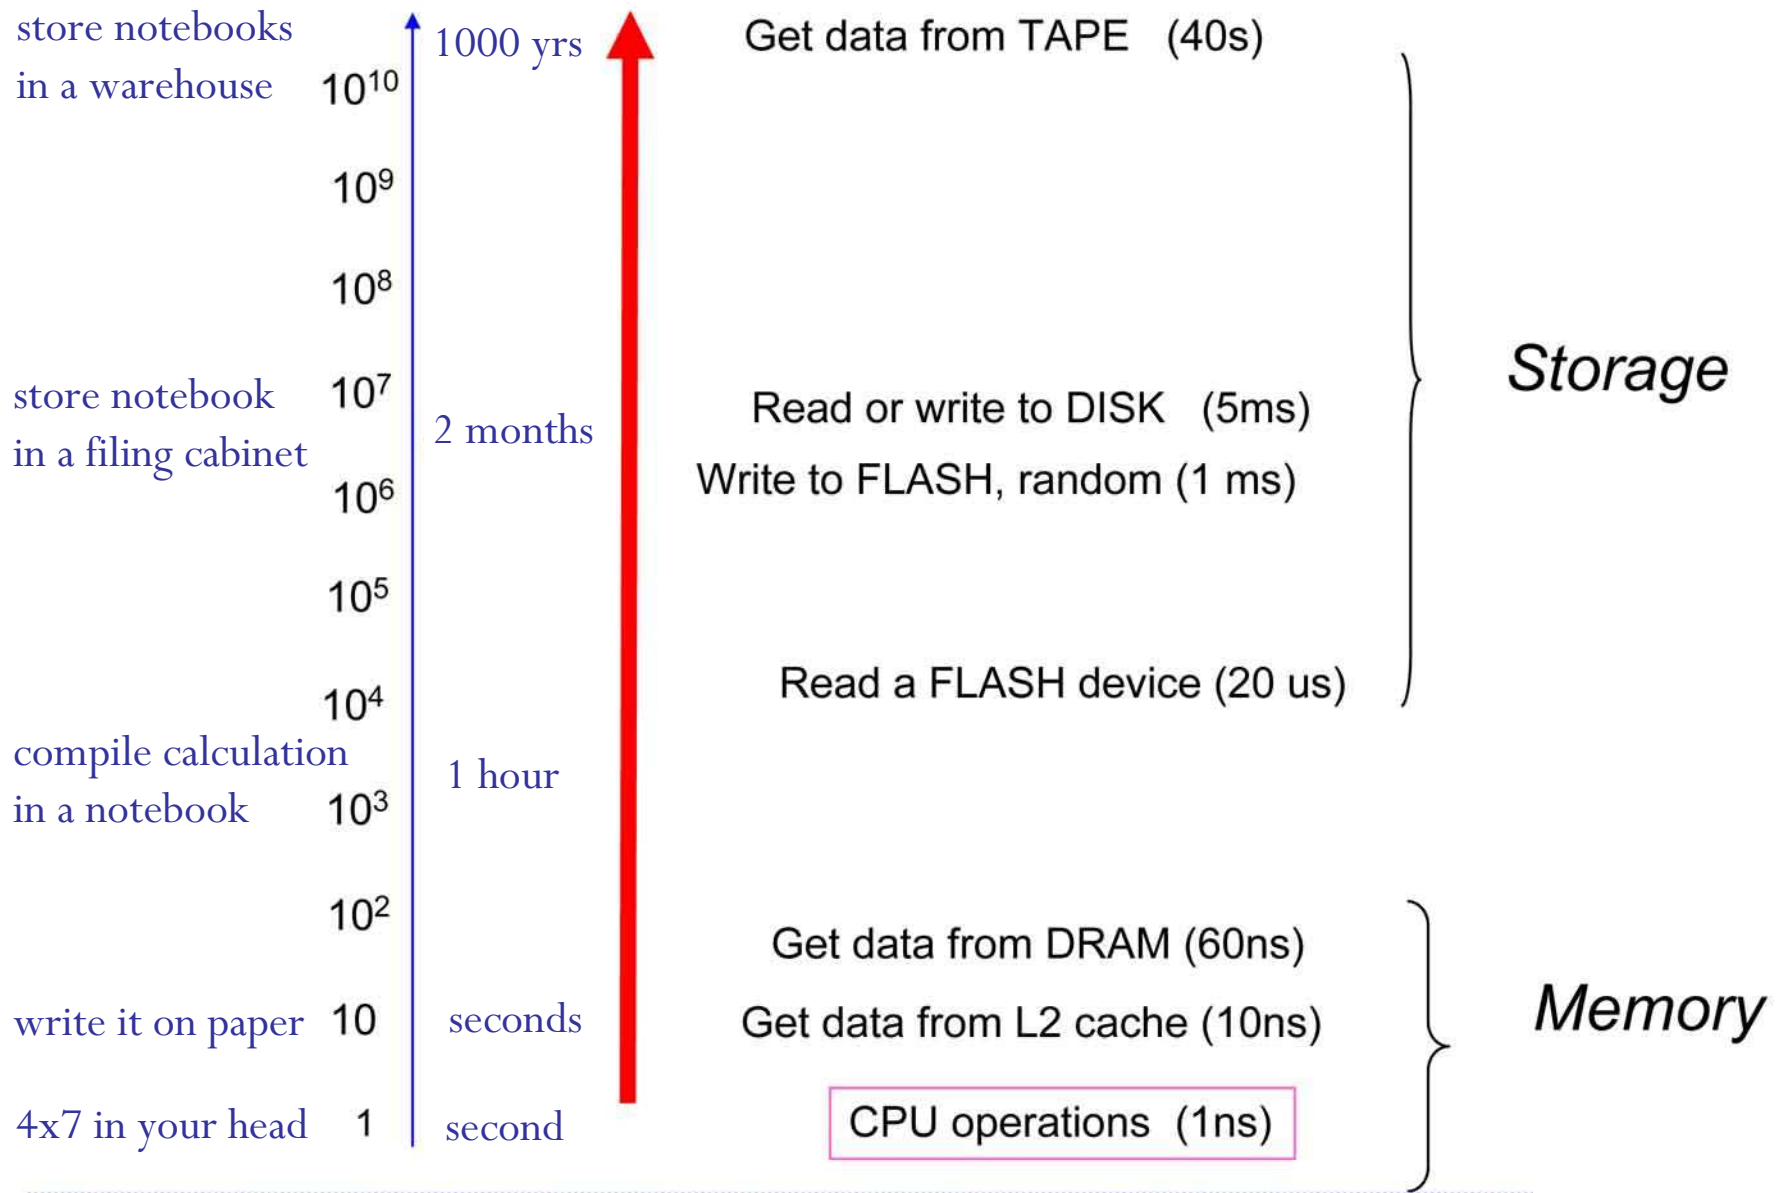 store notebooks
in a warehouse
10¹⁰
1000 yrs
Get data from TAPE (40s)
10⁹
10⁸
store notebook
in a filing cabinet
10⁷
2 months
Read or write to DISK (5ms)
Storage
10⁶
Write to FLASH, random (1 ms)
10⁵
10⁴
Read a FLASH device (20 us)
compile calculation
in a notebook
1 hour
10³
10²
Get data from DRAM (60ns)
write it on paper
10
seconds
Get data from L2 cache (10ns)
Memory
4x7 in your head
1
second
CPU operations (1ns)